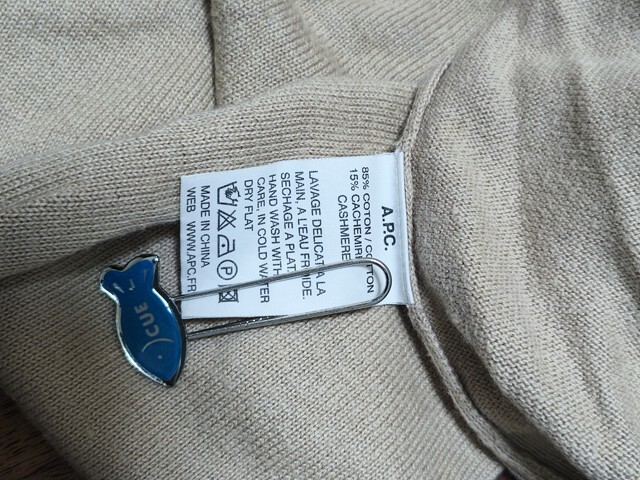 A.P.C.
85% COTON / COTTON
15% CACHEMIRE
CASHMERE
LAVAGE DELICAT A LA
MAIN, A L'EAU FROIDE.
SECHAGE A PLAT.
HAND WASH WITH
CARE, IN COLD WATER
DRY FLAT
P
MADE IN CHINA
WEB WWW.APC.FR
CUE